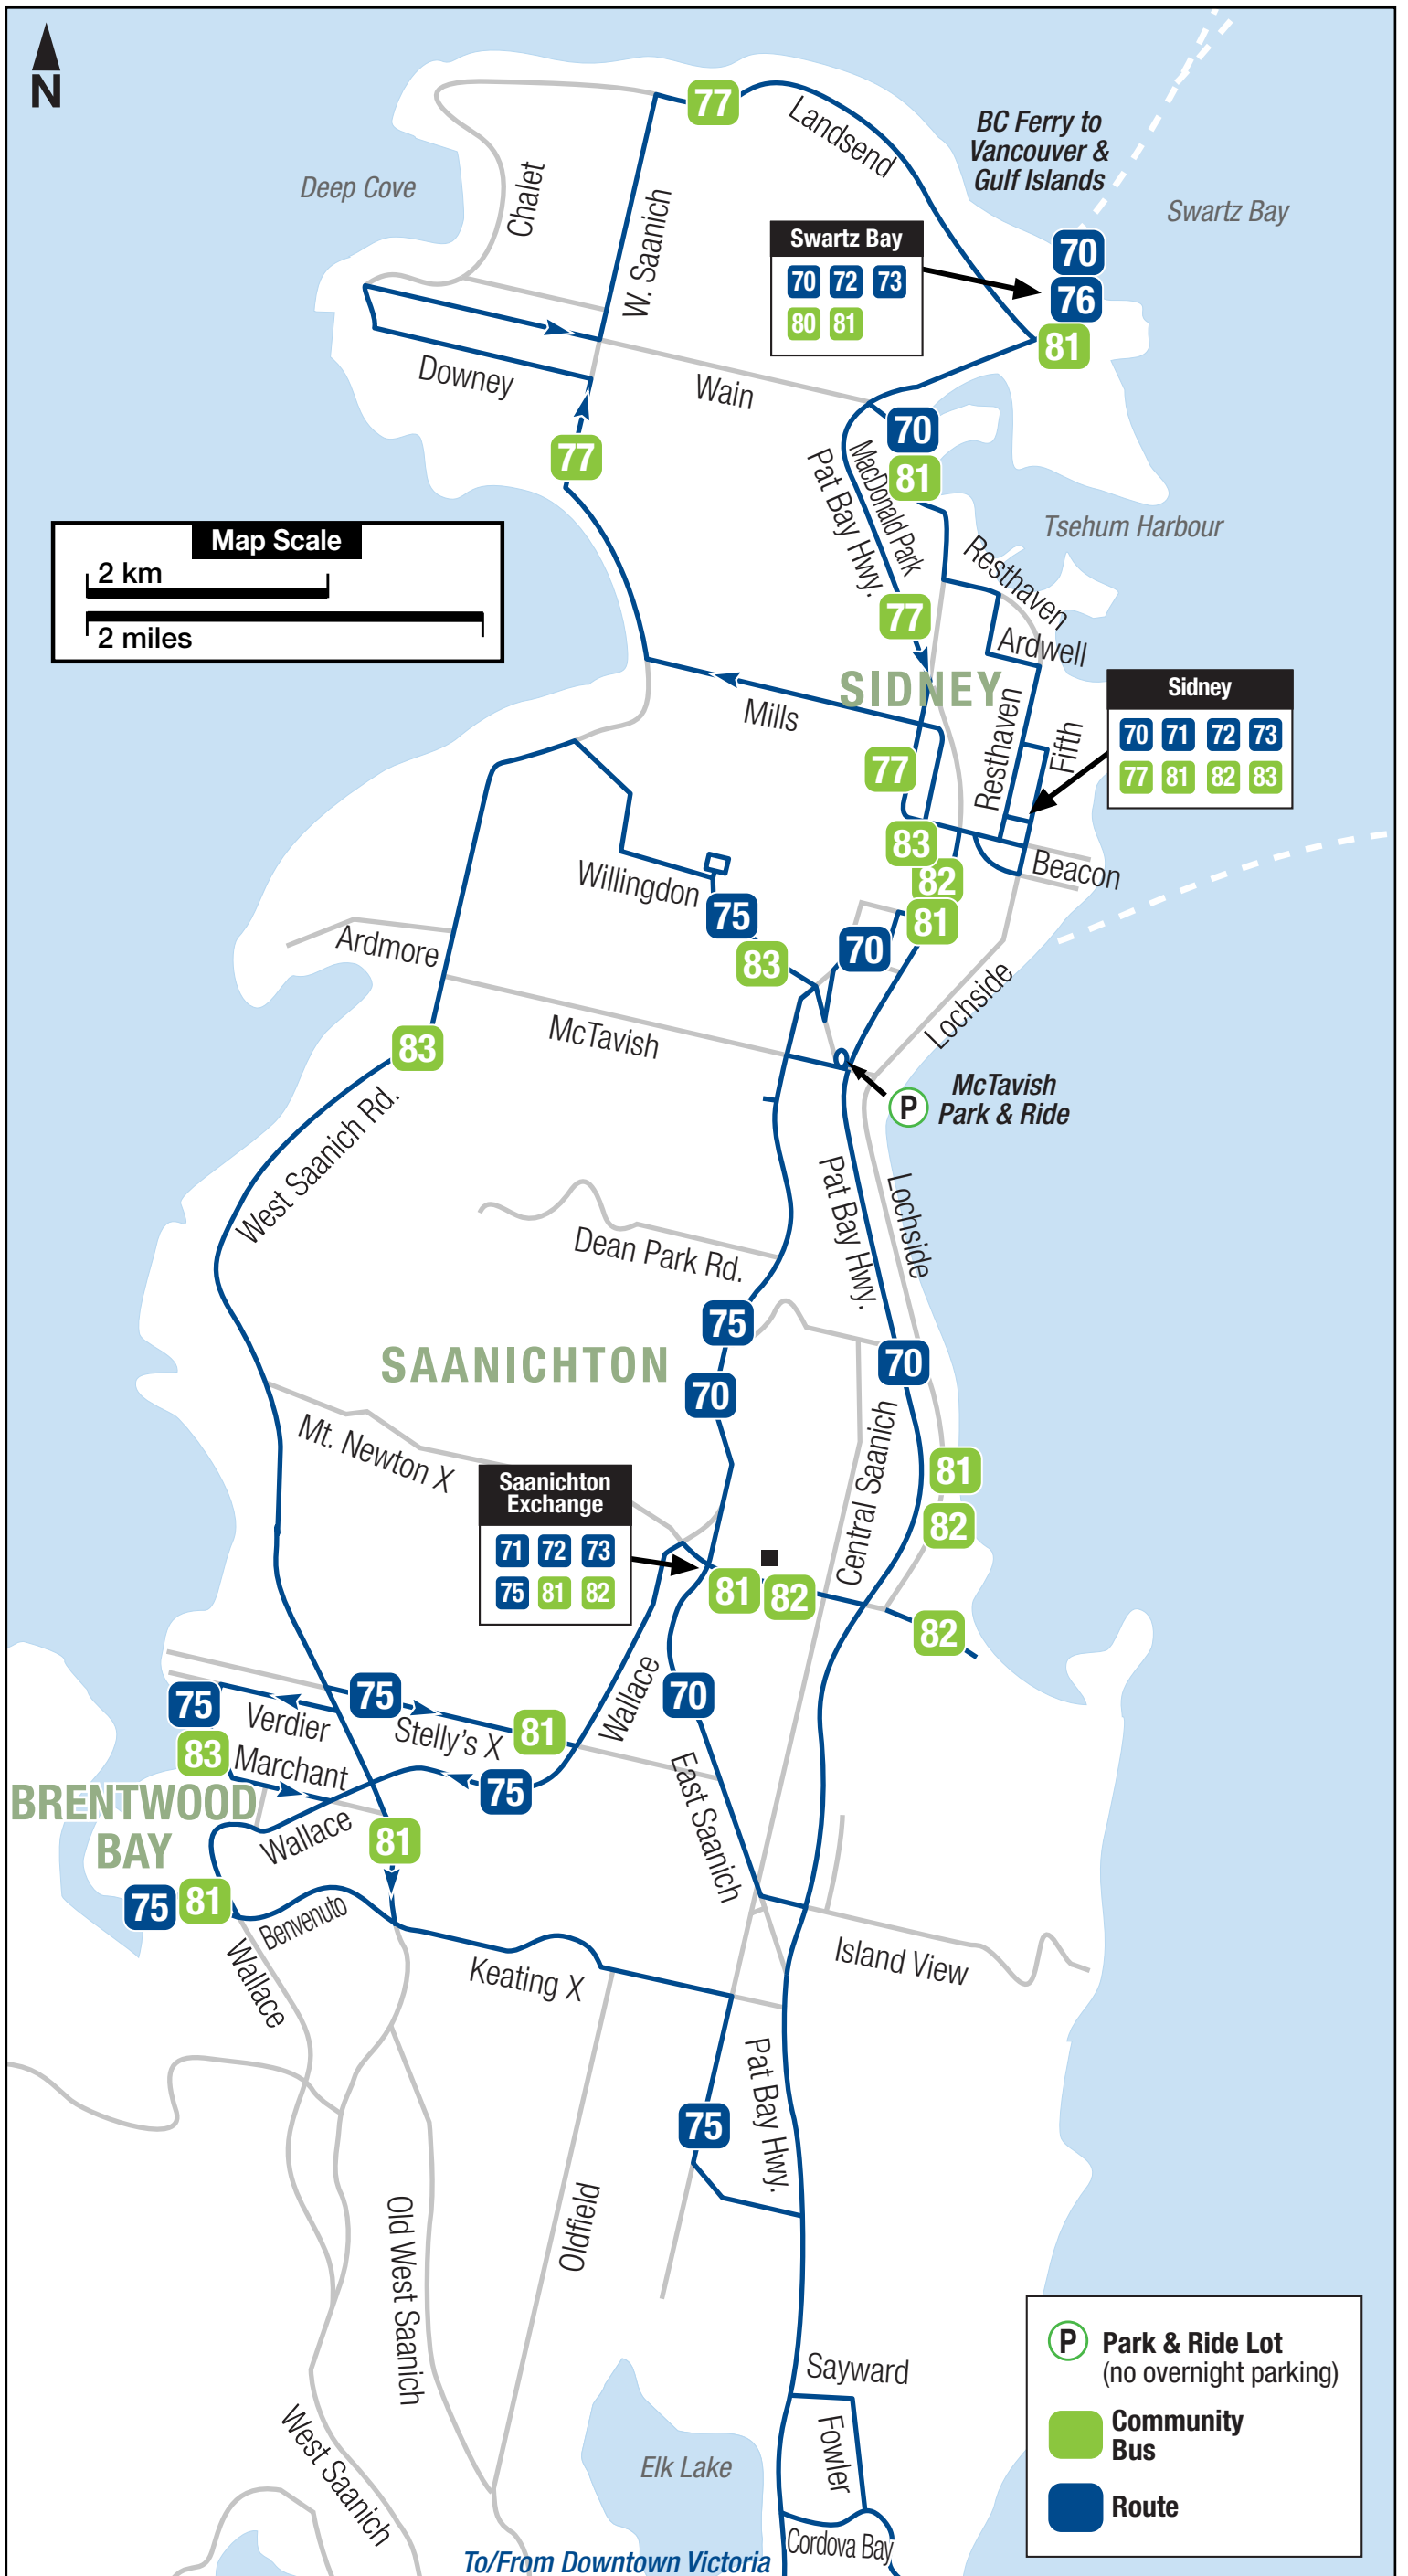 N
77
Landsend
BC Ferry to
Vancouver &
Gulf Islands
Deep Cove
Chalet
W. Saanich
Swartz Bay
Swartz Bay
70 72 73
80 81
70
76
81
Downey
Wain
77
70
81
MacDonald Park
Pat Bay Hwy.
Tsehum Harbour
Map Scale
2 km
2 miles
Resthaven
77
Ardwell
SIDNEY
Mills
Sidney
70 71 72 73
77 81 82 83
Resthaven
Fifth
77
83
82
81
Beacon
Willingdon
75
83
70
Ardmore
Lochside
83
McTavish
McTavish
Park & Ride
P
West Saanich Rd.
Pat Bay Hwy.
Lochside
Dean Park Rd.
75
SAANICHTON
70
70
Mt. Newton X
Central Saanich
81
82
Saanichton
Exchange
71 72 73
75 81 82
81
82
82
75
75
Verdier
Stelly's X
81
Wallace
70
83
Marchant
75
BRENTWOOD
BAY
Wallace
81
East Saanich
75
81
Benvenuto
Wallace
Keating X
Island View
75
Pat Bay Hwy.
Oldfield
Old West Saanich
West Saanich
Sayward
Fowler
Elk Lake
Cordova Bay
To/From Downtown Victoria
P
Park & Ride Lot
(no overnight parking)
Community
Bus
Route